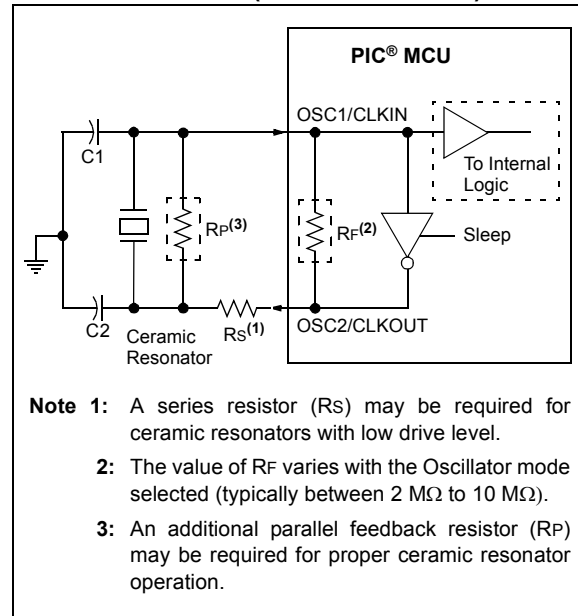 PIC® MCU
OSC1/CLKIN
C1
To Internal
Logic
RP(3)
RF(2)
Sleep
C2
Ceramic
Resonator
RS(1)
OSC2/CLKOUT
Note 1: A series resistor (RS) may be required for
ceramic resonators with low drive level.
2: The value of RF varies with the Oscillator mode
selected (typically between 2 MΩ to 10 MΩ).
3: An additional parallel feedback resistor (RP)
may be required for proper ceramic resonator
operation.